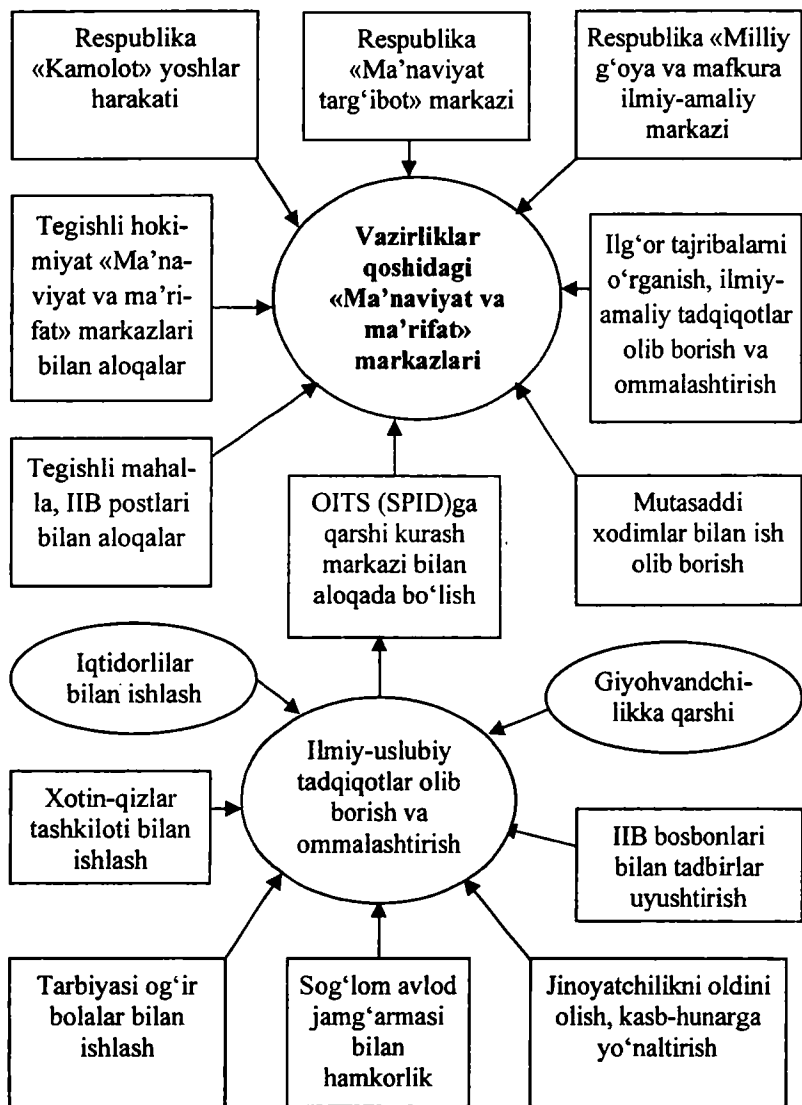 Respublika
«Kamolot» yoshlar
harakati
Respublika
«Ma’naviyat
targ‘ibot» markazi
Respublika «Milliy
g‘oya va mafkura
ilmiy-amaliy
markazi
Tegishli hoki-
miyat «Ma’na-
viyat va ma’ri-
fat» markazlari
bilan aloqalar
Vazirliklar
qoshidagi
«Ma’naviyat va
ma’rifat»
markazlari
Ilg‘or tajribalarni
o‘rganish, ilmiy-
amaliy tadqiqotlar
olib borish va
ommalashtirish
Tegishli mahal-
la, IIB postlari
bilan aloqalar
OITS (SPID)ga
qarshi kurash
markazi bilan
aloqada bo‘lish
Mutasaddi
xodimlar bilan ish
olib borish
Iqtidorlilar
bilan ishlash
Ilmiy-uslubiy
tadqiqotlar olib
borish va
ommalashtirish
Giyohvandchi-
likka qarshi
Xotin-qizlar
tashkiloti bilan
ishlash
IIB bosbonlari
bilan tadbirlar
uyushtirish
Tarbiyasi og‘ir
bolalar bilan
ishlash
Sog‘lom avlod
jamg‘armasi
bilan
hamkorlik
Jinoyatchilikni oldini
olish, kasb-hunarga
yo‘naltirish